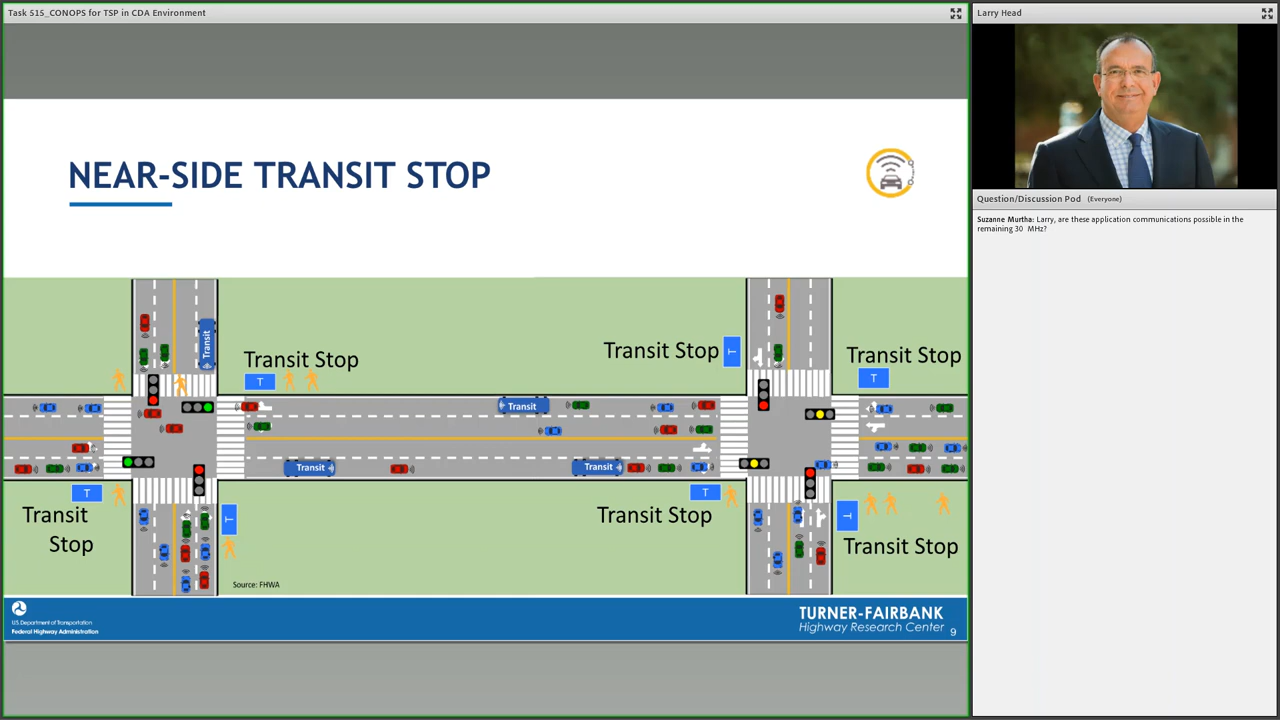 Task 515_CONOPS for TSP in CDA Environment
NEAR-SIDE TRANSIT STOP
Transit
Transit Stop
T
Transit Stop
T
Transit Stop
T
Transit
Transit
Transit
T
Transit
Stop
T
T
Transit Stop
T
Transit Stop
Source: FHWA
U.S Department of Transportation
Federal Highway Administration
TURNER-FAIRBANK
Highway Research Center
9
Larry Head
Question/Discussion Pod (Everyone)
Suzanne Murtha: Larry, are these application communications possible in the
remaining 30 MHz?